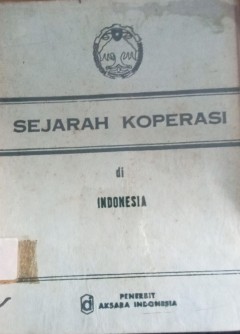 SEJARAH KOPERASI
di
INDONESIA
PENERBIT
AKSARA INDONESIA